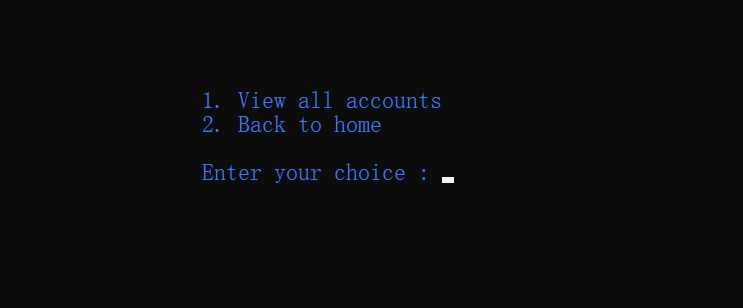 1. View all accounts
2. Back to home
Enter your choice :